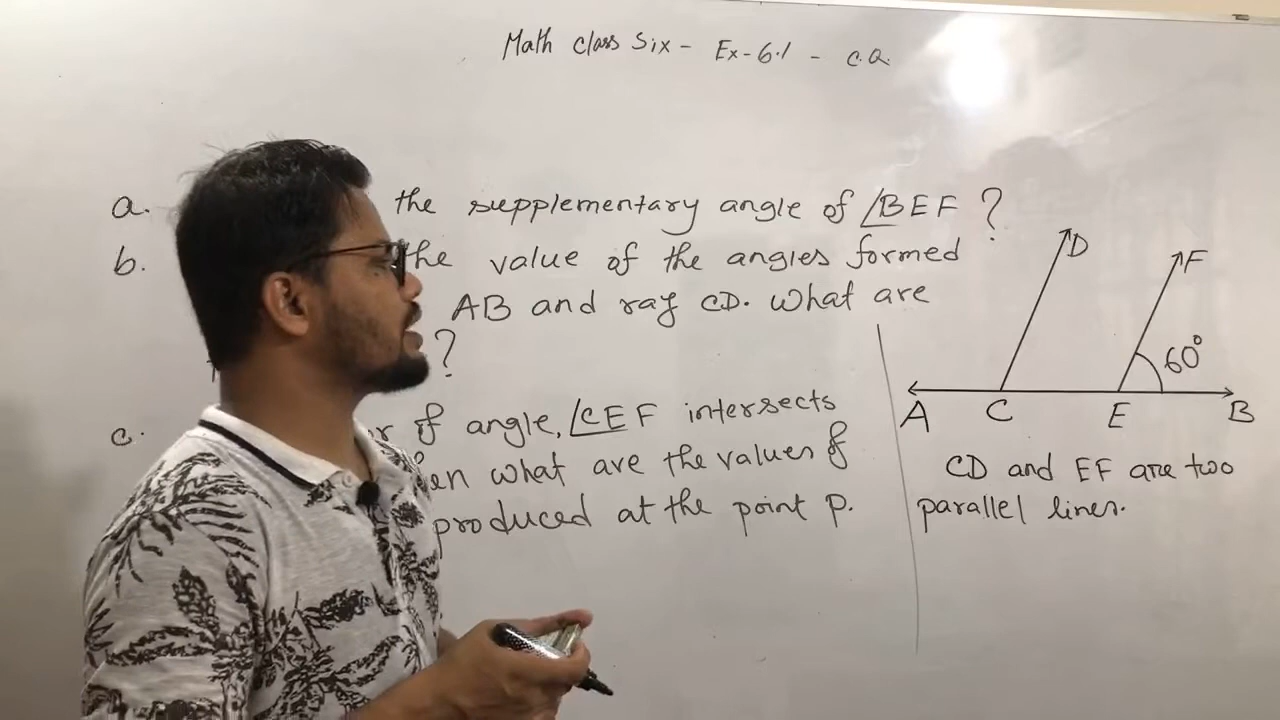 Math class Six - Ex-6.1 - C.Q.
a. the supplementary angle of ∠BEF ?
b. the value of the angles formed
AB and ray CD. What are
?
c. of angle, ∠CEF intersects
what are the values of
produced at the point P.
D
F
60°
A C E B
CD and EF are two
parallel lines.